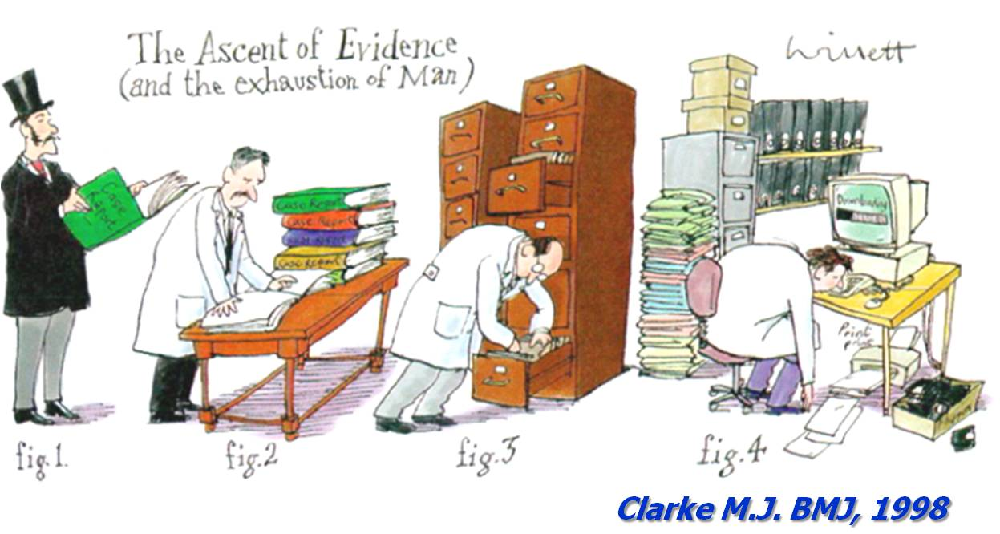 The Ascent of Evidence
(and the exhaustion of Man)
Case
Report
Case Report
Case Report
Case Report
Downloading
Print
print
fig.1.
fig.2
fig.3
fig.4
Clarke M.J. BMJ, 1998